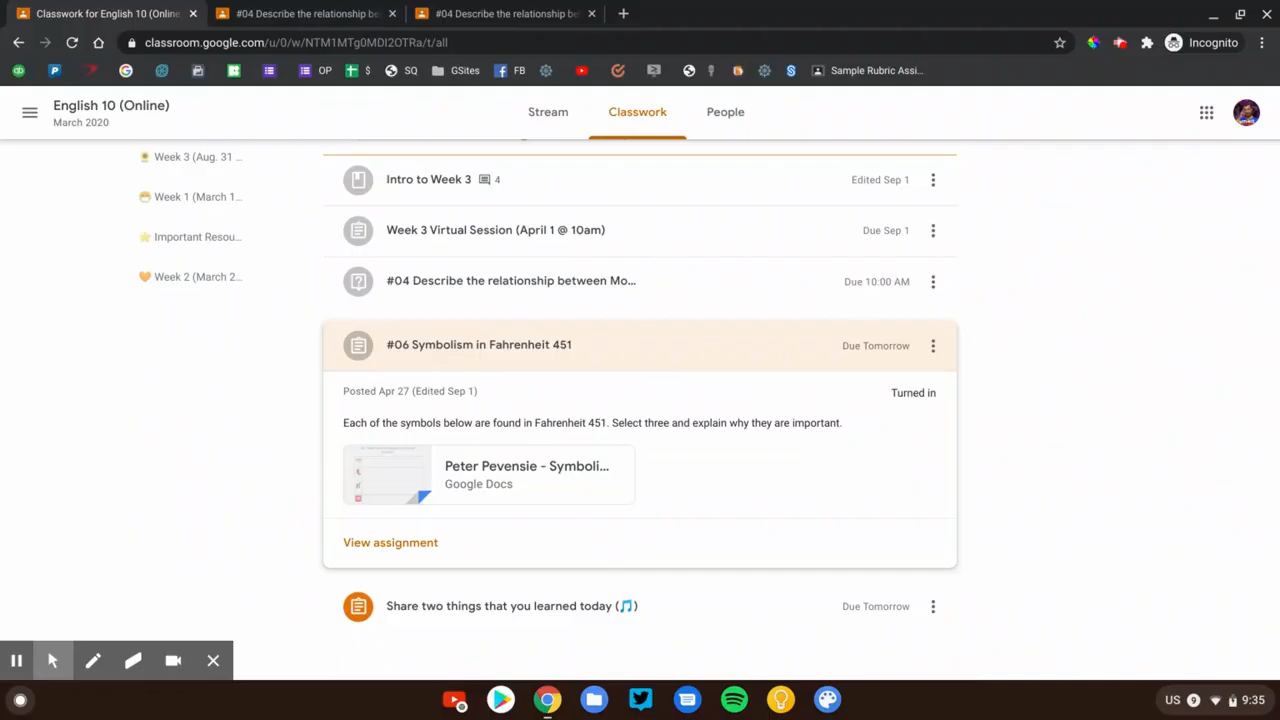 Classwork for English 10 (Online
#04 Describe the relationship be
#04 Describe the relationship be
classroom.google.com/u/0/w/NTM1MTg0MDI2OTRa/t/all
Incognito
OP
$
SQ
GSites
FB
Sample Rubric Assi...
English 10 (Online)
March 2020
Stream
Classwork
People
Week 3 (Aug. 31 ...
Week 1 (March 1...
Important Resou...
Week 2 (March 2...
Intro to Week 3 4
Edited Sep 1
Week 3 Virtual Session (April 1 @ 10am)
Due Sep 1
#04 Describe the relationship between Mo...
Due 10:00 AM
#06 Symbolism in Fahrenheit 451
Due Tomorrow
Posted Apr 27 (Edited Sep 1)
Turned in
Each of the symbols below are found in Fahrenheit 451. Select three and explain why they are important.
Peter Pevensie - Symboli...
Google Docs
View assignment
Share two things that you learned today (🎵)
Due Tomorrow
US 9 9:35